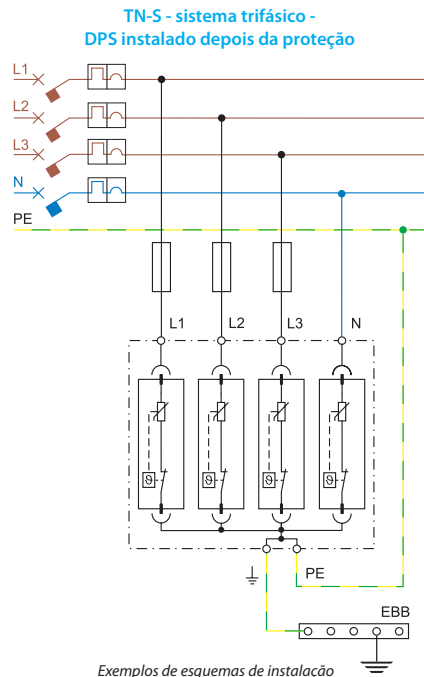 TN-S - sistema trifásico -
DPS instalado depois da proteção
L1
L2
L3
N
PE
L1 L2 L3 N
ϑ ϑ ϑ ϑ
PE
EBB
Exemplos de esquemas de instalação